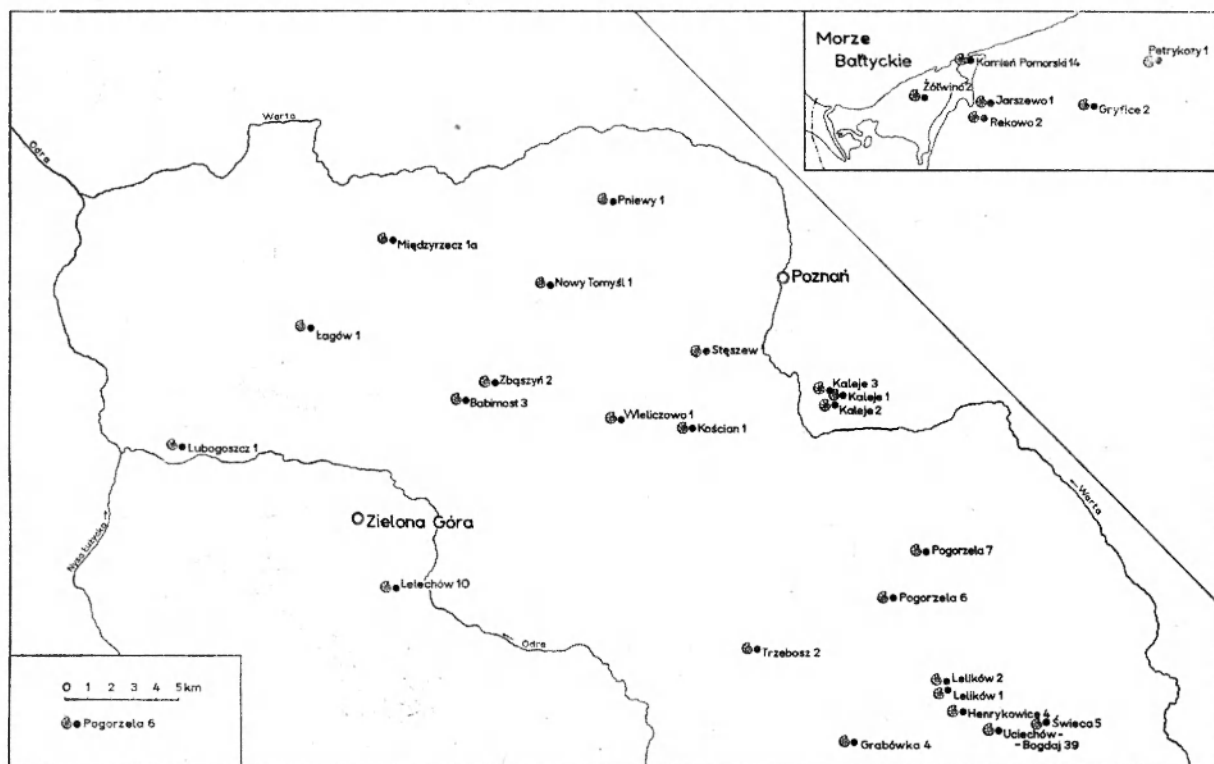 Morze
Bałtyckie
Petrykozy 1
Kamień Pomorski 14
Żółwino 2
Jarszewo 1
Gryfice 2
Rekowo 2
Odra
Warta
Pniewy 1
Międzyrzecz 1a
Nowy Tomyśl 1
Poznań
Łagów 1
Stęszew
Zbąszyń 2
Babimost 3
Kaleje 3
Kaleje 1
Kaleje 2
Wieliczowo 1
Kościan 1
Lubogoszcz 1
Warta
Zielona Góra
Nysa Łużycka
Pogorzela 7
Lelechów 10
Pogorzela 6
Odra
Trzebosz 2
Lelików 2
Lelików 1
Henrykowice 4
Świeca 5
Uciechów-
-Bogdaj 39
Grabówka 4
0 1 2 3 4 5 km
Pogorzela 6